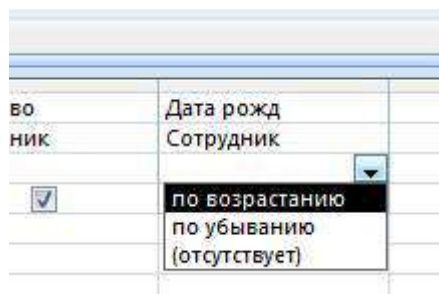 во Дата рожд
ник Сотрудник
по возрастанию
по убыванию
(отсутствует)